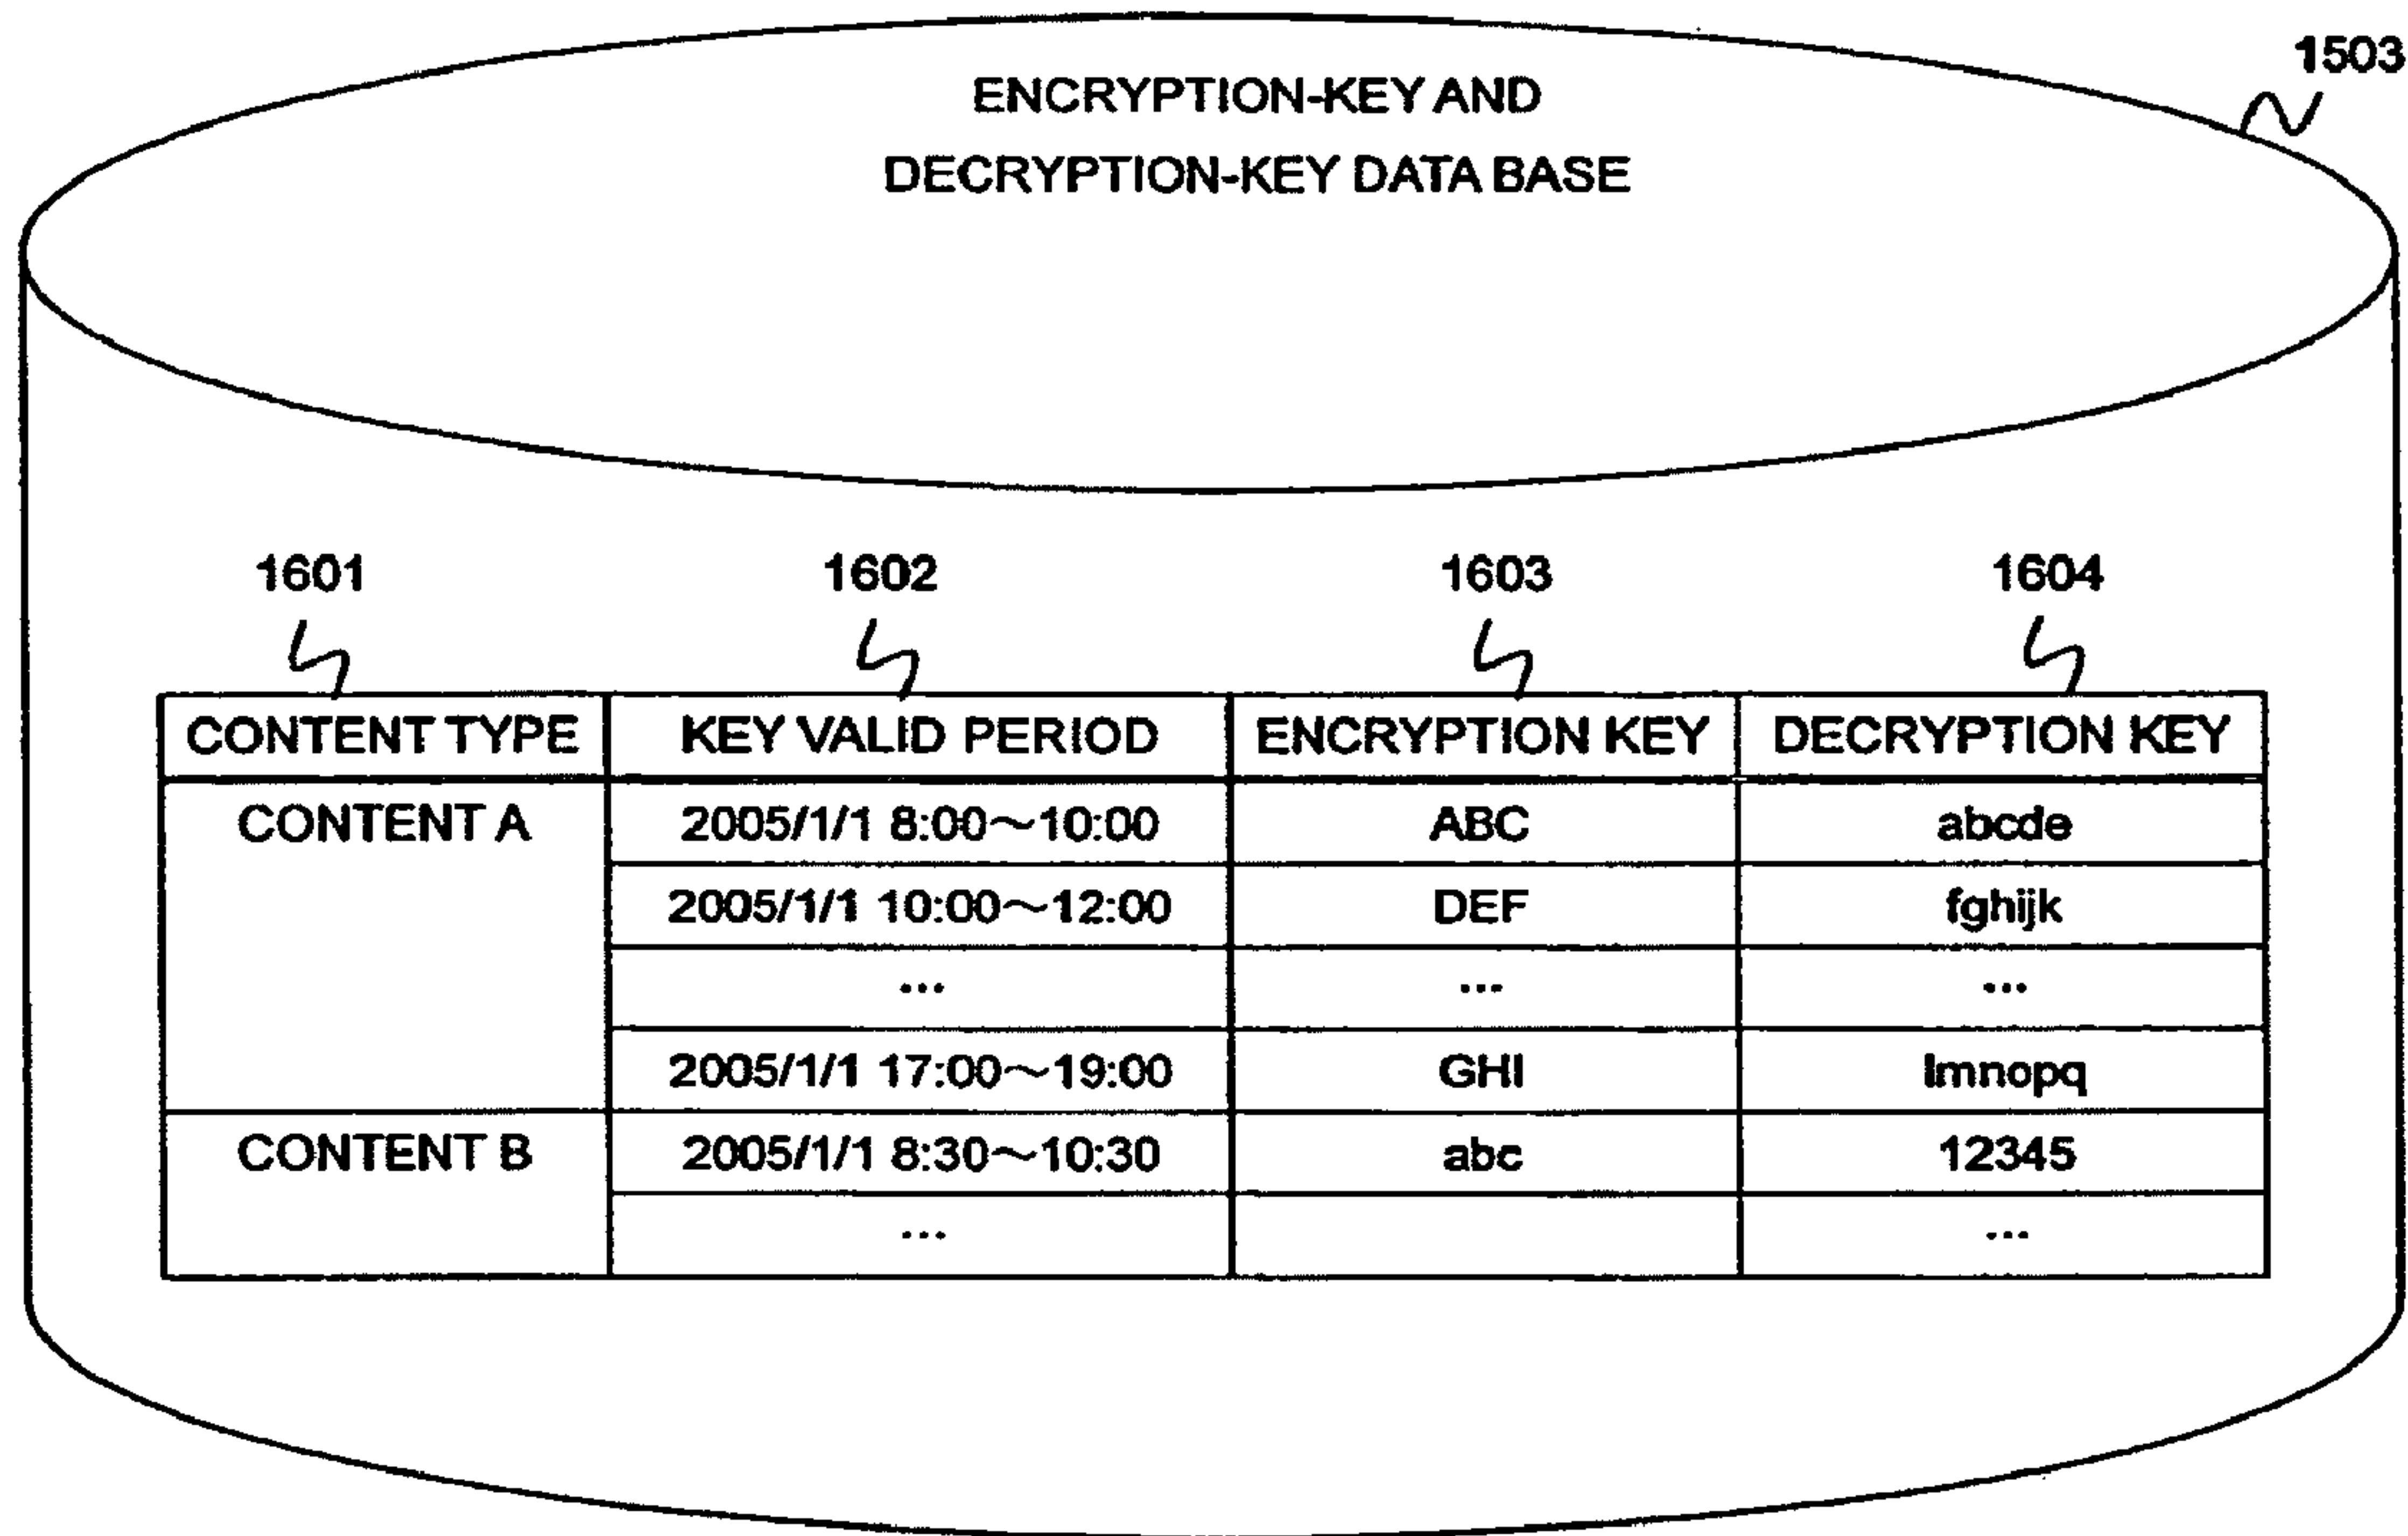 1503
ENCRYPTION-KEY AND
DECRYPTION-KEY DATA BASE
1601 1602 1603 1604
CONTENT TYPE KEY VALID PERIOD ENCRYPTION KEY DECRYPTION KEY
CONTENT A 2005/1/1 8:00～10:00 ABC abcde
2005/1/1 10:00～12:00 DEF fghijk
... ... ...
2005/1/1 17:00～19:00 GHI lmnopq
CONTENT B 2005/1/1 8:30～10:30 abc 12345
... ...